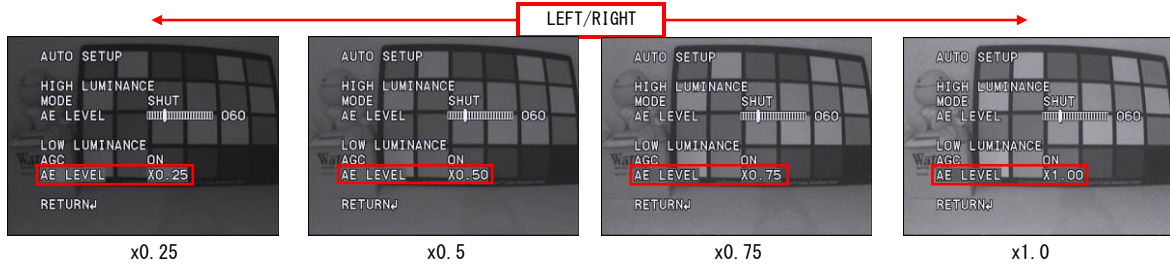 LEFT/RIGHT
AUTO SETUP
HIGH LUMINANCE
MODE SHUT
AE LEVEL 060
LOW LUMINANCE
AGC ON
AE LEVEL X0.25
RETURN↵
x0.25
AUTO SETUP
HIGH LUMINANCE
MODE SHUT
AE LEVEL 060
LOW LUMINANCE
AGC ON
AE LEVEL X0.50
RETURN↵
x0.5
AUTO SETUP
HIGH LUMINANCE
MODE SHUT
AE LEVEL 060
LOW LUMINANCE
AGC ON
AE LEVEL X0.75
RETURN↵
x0.75
AUTO SETUP
HIGH LUMINANCE
MODE SHUT
AE LEVEL 060
LOW LUMINANCE
AGC ON
AE LEVEL X1.00
RETURN↵
x1.0